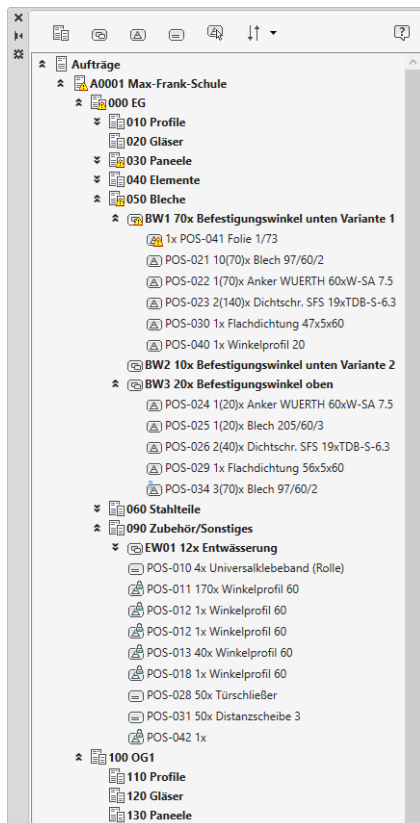 Aufträge
A0001 Max-Frank-Schule
000 EG
010 Profile
020 Gläser
030 Paneele
040 Elemente
050 Bleche
BW1 70x Befestigungswinkel unten Variante 1
1x POS-041 Folie 1/73
POS-021 10(70)x Blech 97/60/2
POS-022 1(70)x Anker WUERTH 60xW-SA 7.5
POS-023 2(140)x Dichtschr. SFS 19xTDB-S-6.3
POS-030 1x Flachdichtung 47x5x60
POS-040 1x Winkelprofil 20
BW2 10x Befestigungswinkel unten Variante 2
BW3 20x Befestigungswinkel oben
POS-024 1(20)x Anker WUERTH 60xW-SA 7.5
POS-025 1(20)x Blech 205/60/3
POS-026 2(40)x Dichtschr. SFS 19xTDB-S-6.3
POS-029 1x Flachdichtung 56x5x60
POS-034 3(70)x Blech 97/60/2
060 Stahlteile
090 Zubehör/Sonstiges
EW01 12x Entwässerung
POS-010 4x Universalklebeband (Rolle)
POS-011 170x Winkelprofil 60
POS-012 1x Winkelprofil 60
POS-012 1x Winkelprofil 60
POS-013 40x Winkelprofil 60
POS-018 1x Winkelprofil 60
POS-028 50x Türschließer
POS-031 50x Distanzscheibe 3
POS-042 1x
100 OG1
110 Profile
120 Gläser
130 Paneele